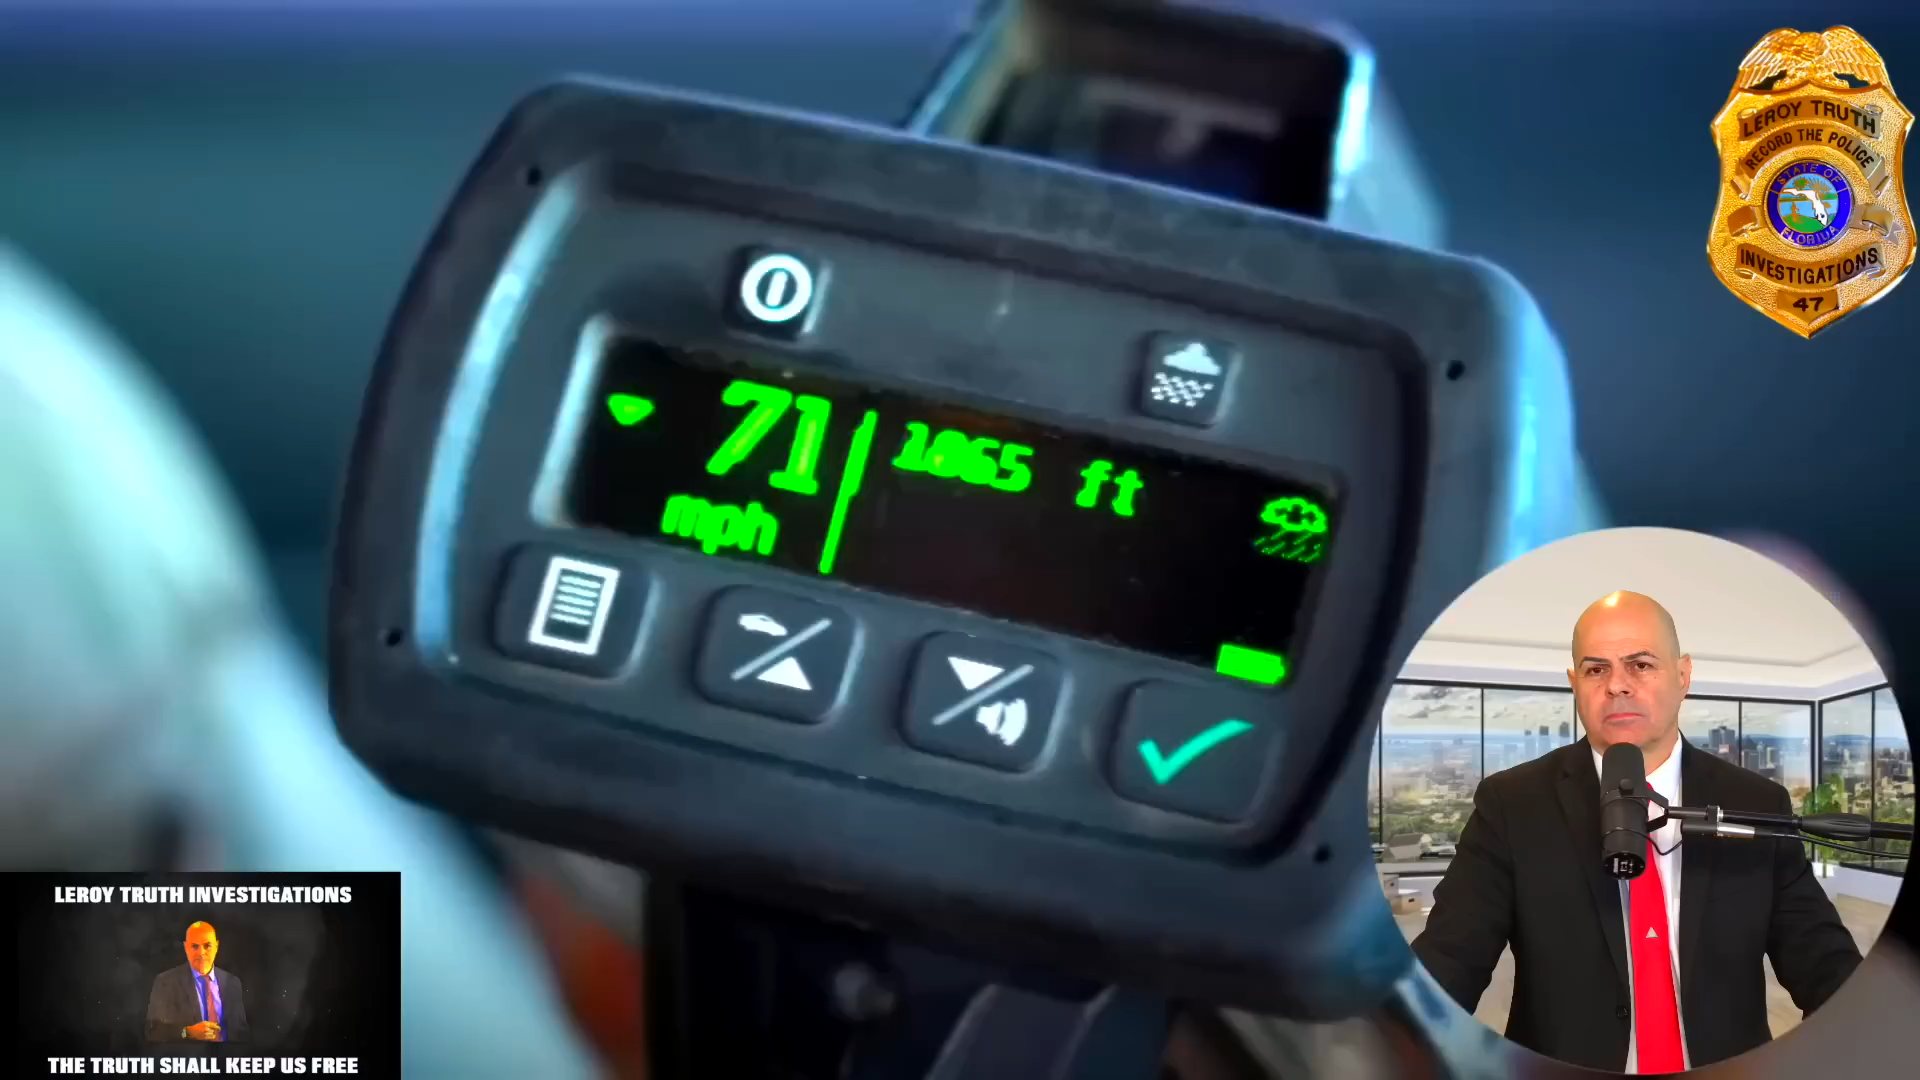 71
mph
1065 ft
LEROY TRUTH
RECORD THE POLICE
STATE OF
FLORIDA
INVESTIGATIONS
47
LEROY TRUTH INVESTIGATIONS
THE TRUTH SHALL KEEP US FREE